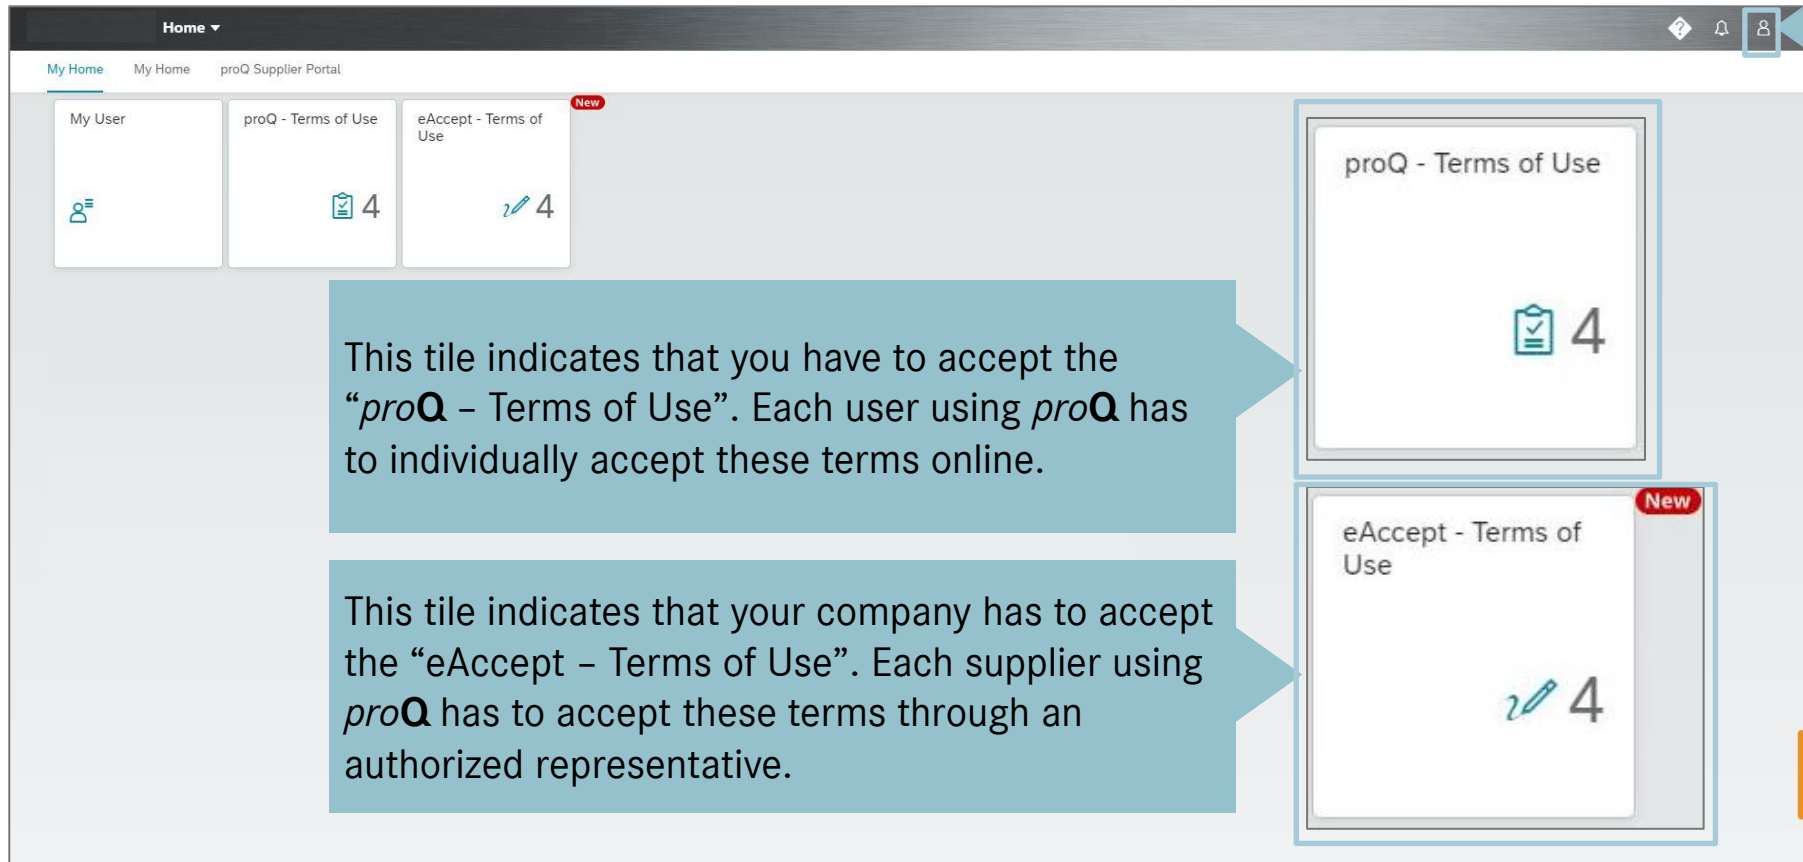 Home
My Home My Home proQ Supplier Portal
My User
proQ - Terms of Use
4
eAccept - Terms of
Use
4
New
This tile indicates that you have to accept the
“proQ – Terms of Use”. Each user using proQ has
to individually accept these terms online.
proQ - Terms of Use
4
This tile indicates that your company has to accept
the “eAccept – Terms of Use”. Each supplier using
proQ has to accept these terms through an
authorized representative.
New
eAccept - Terms of
Use
4